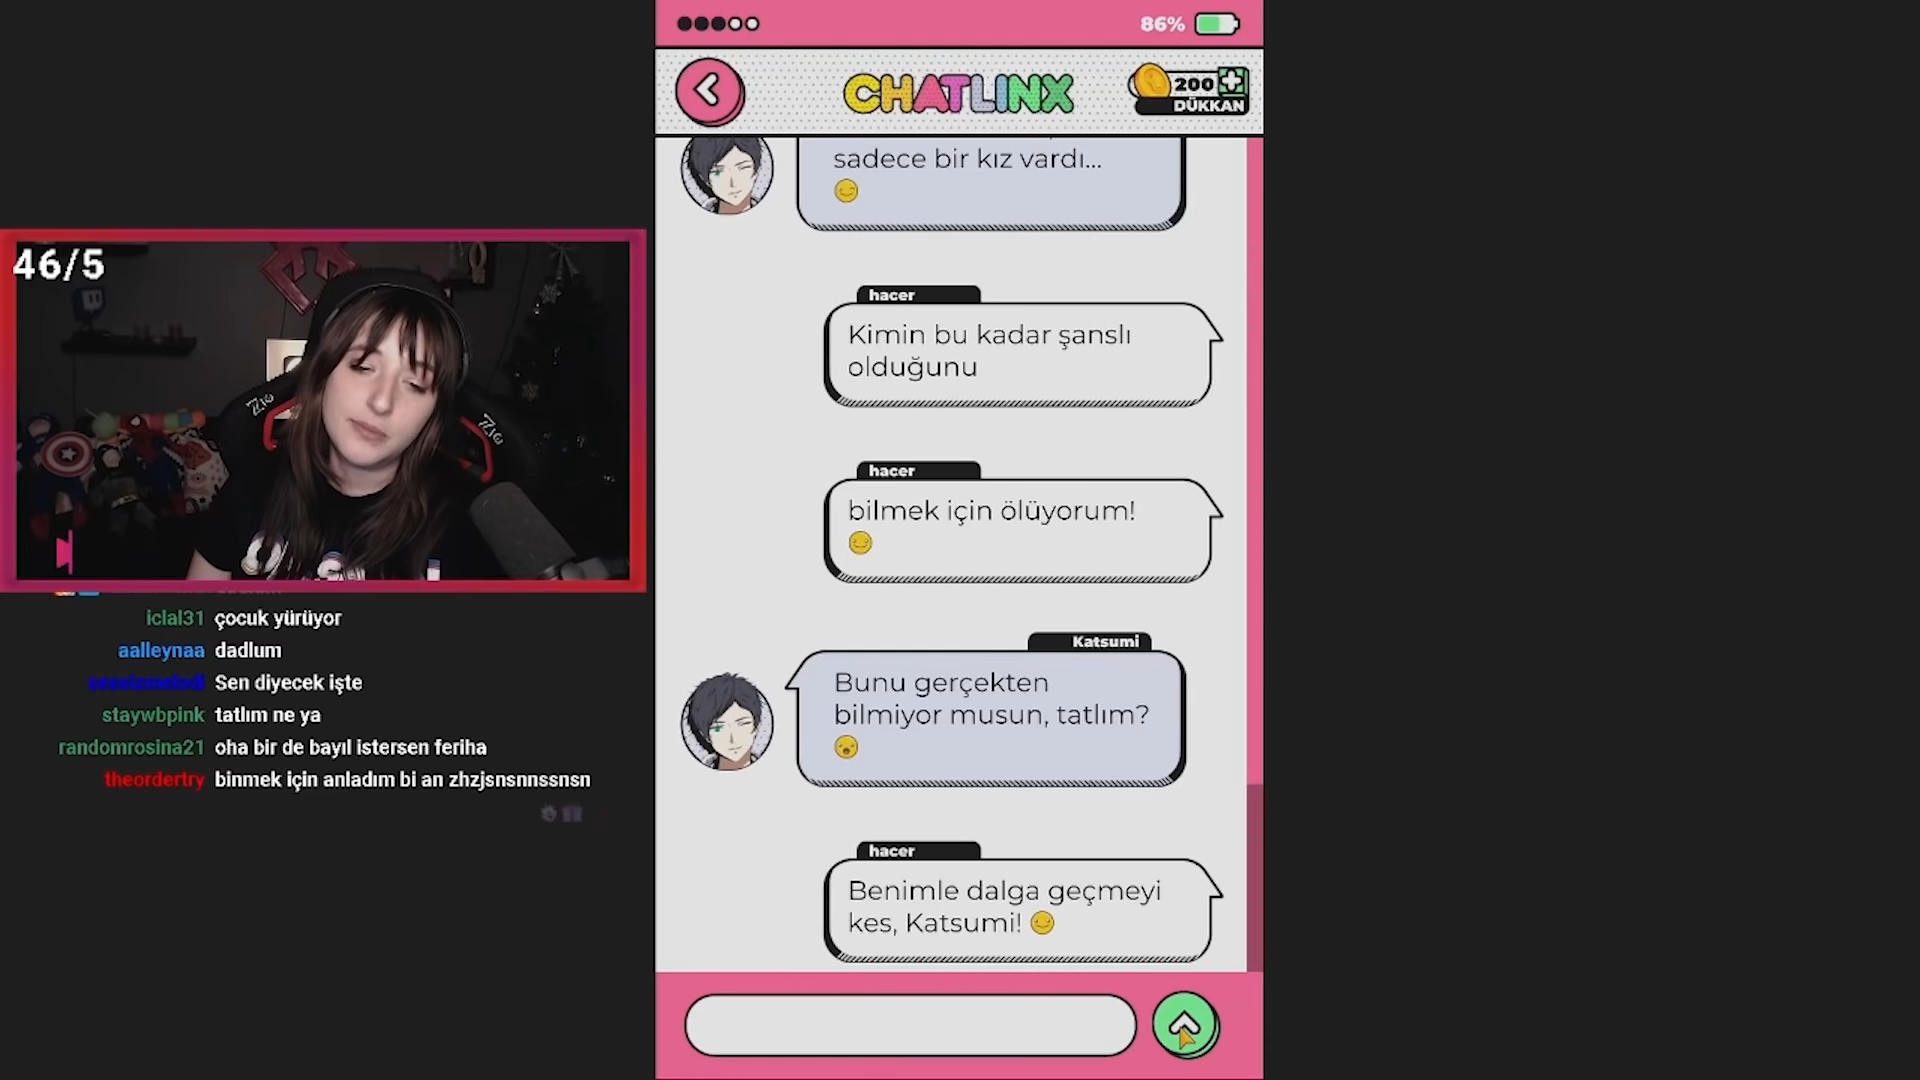 86%
CHATLINX
200
DÜKKAN
sadece bir kız vardı...
hacer
Kimin bu kadar şanslı
olduğunu
hacer
bilmek için ölüyorum!
Katsumi
Bunu gerçekten
bilmiyor musun, tatlım?
hacer
Benimle dalga geçmeyi
kes, Katsumi!
46/5
Zio
Zio
iclal31 çocuk yürüyor
aalleynaa dadlum
Sen diyecek işte
staywbpink tatlım ne ya
randomrosina21 oha bir de bayıl istersen feriha
theordertry binmek için anladım bi an zhzjsnsnnssnsn